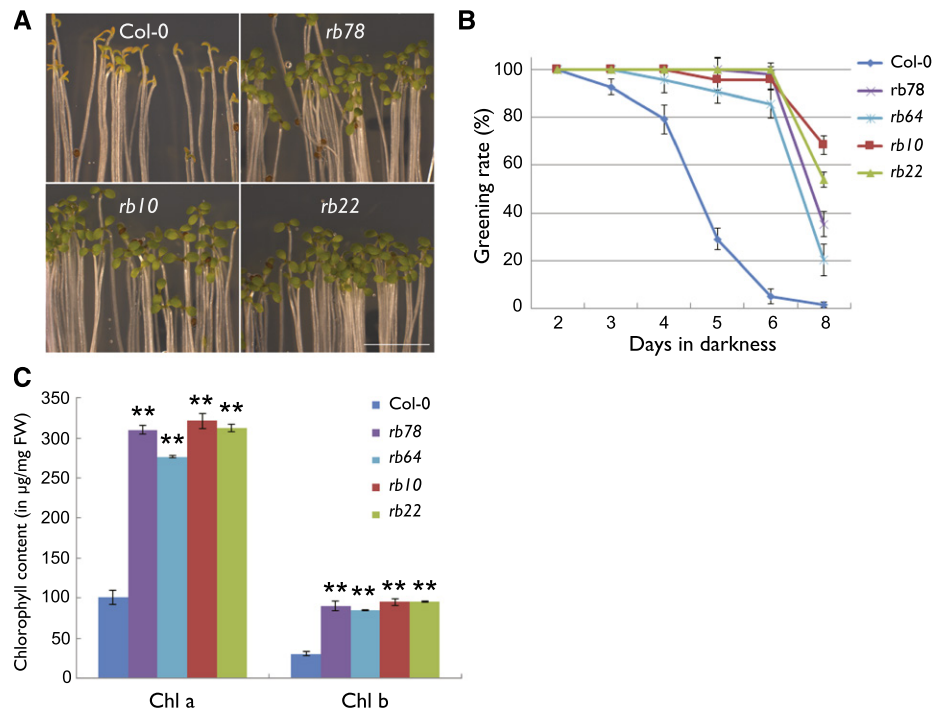 A
Col-0
rb78
rb10
rb22
B
Greening rate (%)
100
80
60
40
20
0
2 3 4 5 6 8
Days in darkness
Col-0
rb78
rb64
rb10
rb22
C
Chlorophyll content (in µg/mg FW)
350
300
250
200
150
100
50
0
** ** ** **
** ** ** **
Chl a Chl b
Col-0
rb78
rb64
rb10
rb22